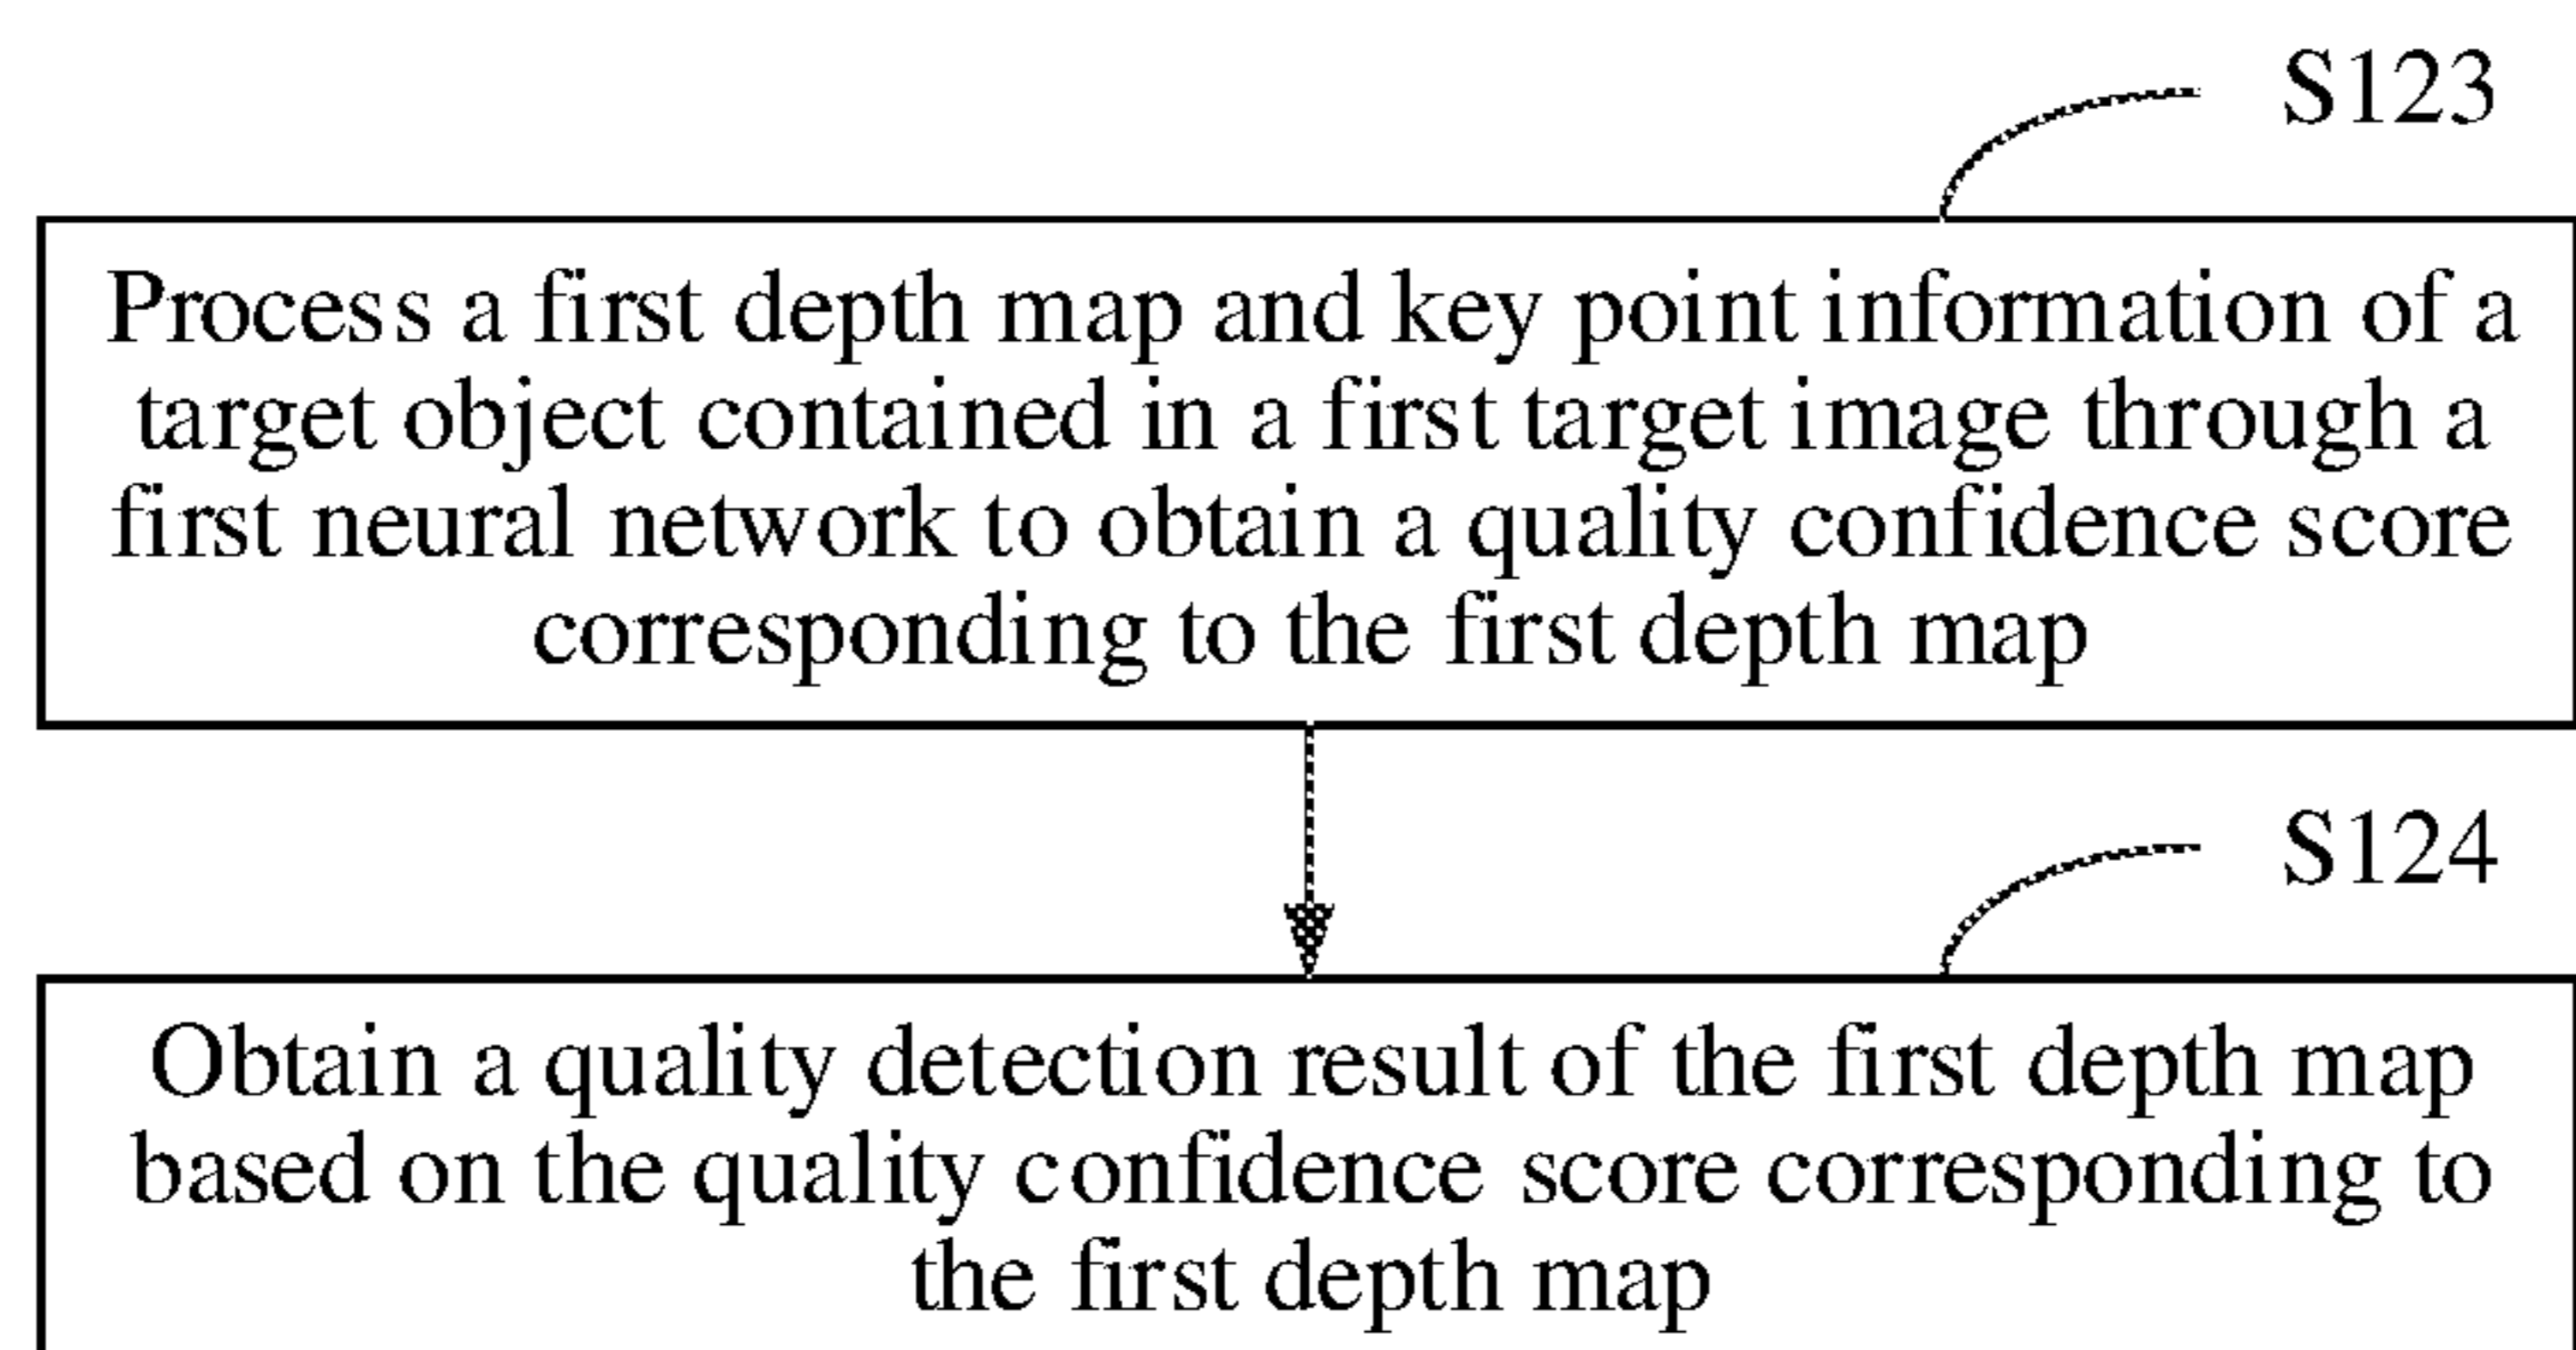 S123
Process a first depth map and key point information of a
target object contained in a first target image through a
first neural network to obtain a quality confidence score
corresponding to the first depth map
S124
Obtain a quality detection result of the first depth map
based on the quality confidence score corresponding to
the first depth map